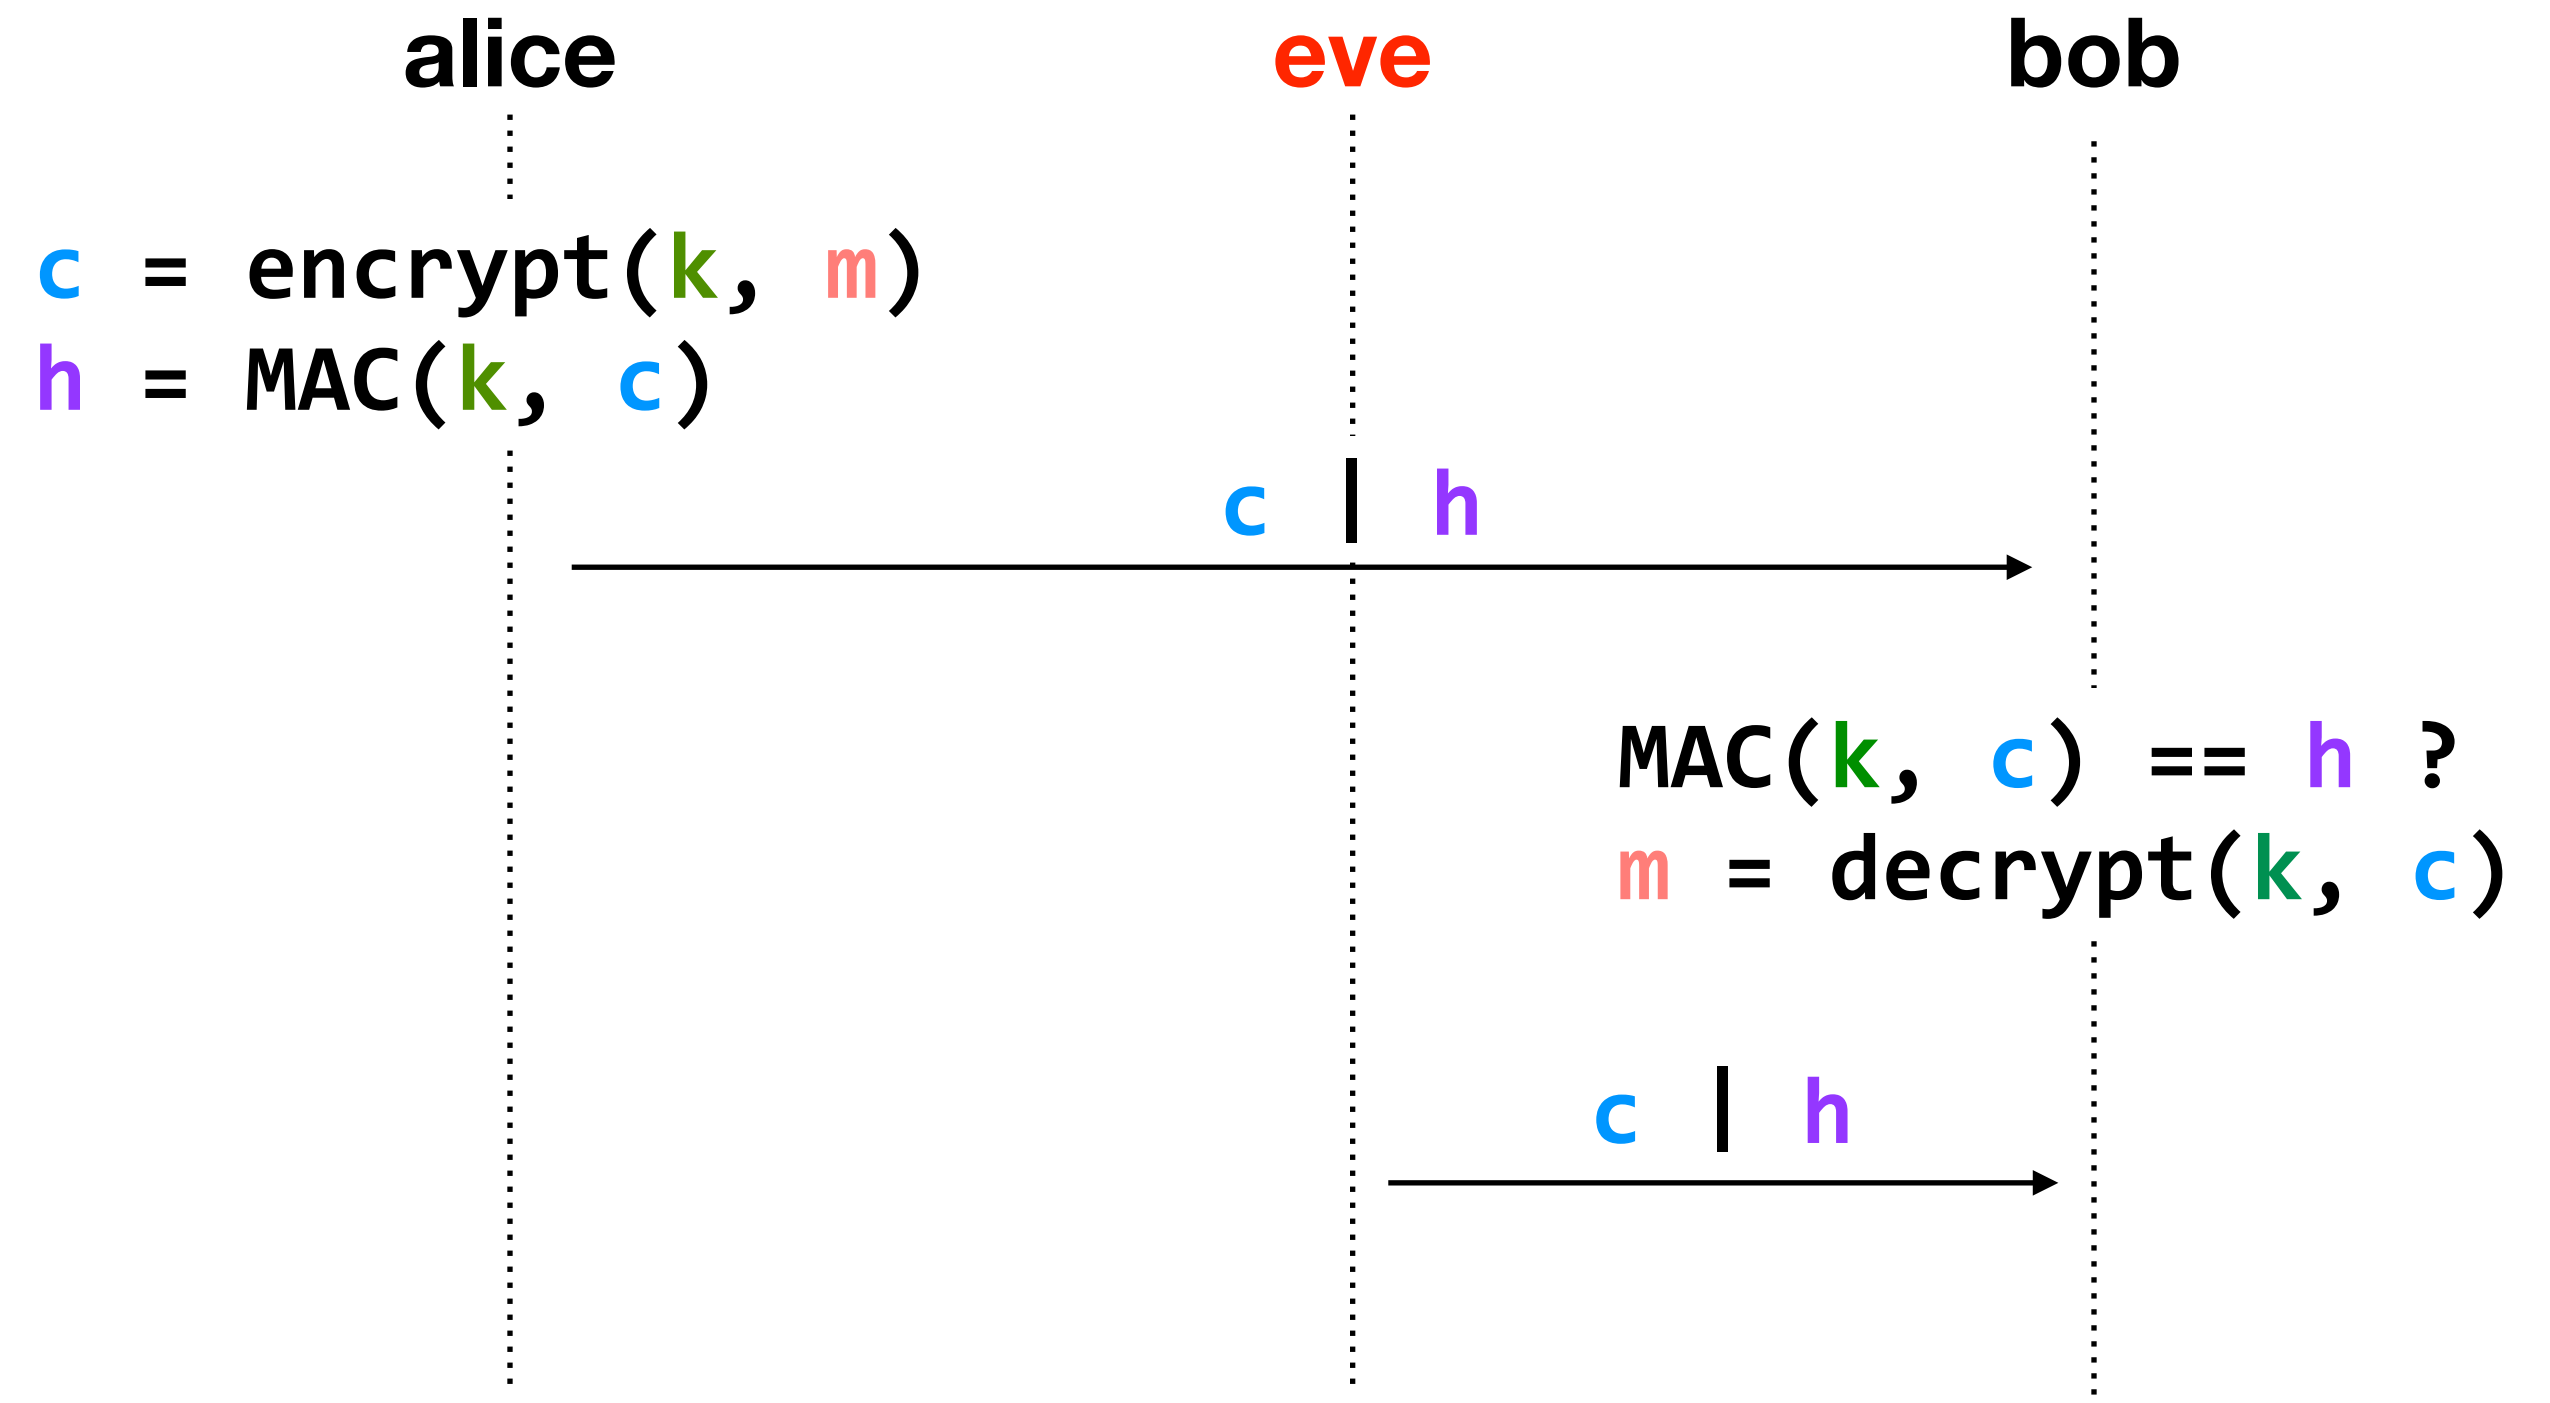 alice eve bob
c = encrypt(k, m)
h = MAC(k, c)
c | h
MAC(k, c) == h ?
m = decrypt(k, c)
c | h